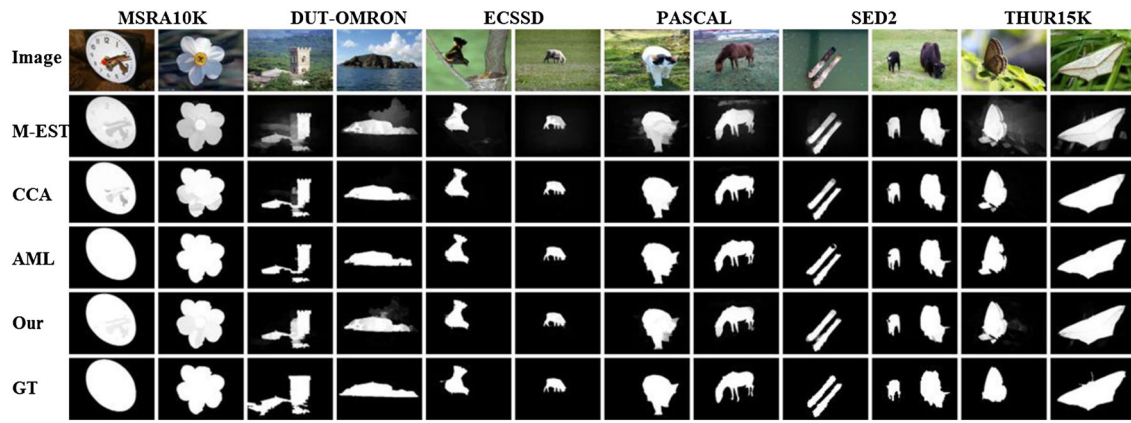 MSRA10K DUT-OMRON ECSSD PASCAL SED2 THUR15K
Image
M-EST
CCA
AML
Our
GT